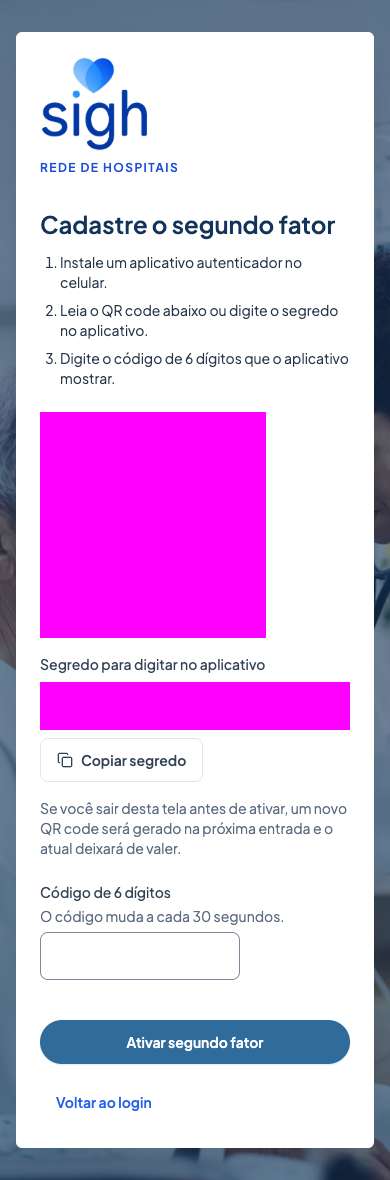 sigh
REDE DE HOSPITAIS
Cadastre o segundo fator
1. Instale um aplicativo autenticador no
celular.
2. Leia o QR code abaixo ou digite o segredo
no aplicativo.
3. Digite o código de 6 dígitos que o aplicativo
mostrar.
Segredo para digitar no aplicativo
Copiar segredo
Se você sair desta tela antes de ativar, um novo
QR code será gerado na próxima entrada e o
atual deixará de valer.
Código de 6 dígitos
O código muda a cada 30 segundos.
Ativar segundo fator
Voltar ao login